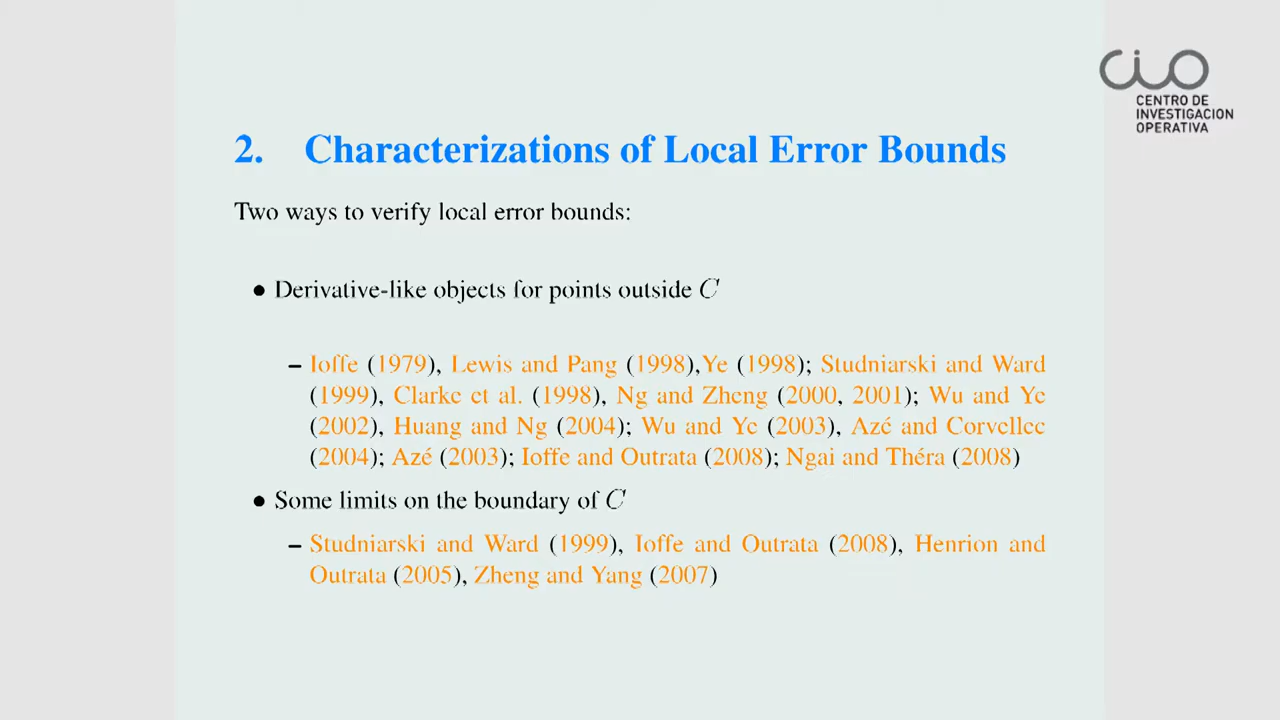 CIO
CENTRO DE
INVESTIGACION
OPERATIVA
2. Characterizations of Local Error Bounds
Two ways to verify local error bounds:
• Derivative-like objects for points outside C
– Ioffe (1979), Lewis and Pang (1998),Ye (1998); Studniarski and Ward
(1999), Clarke et al. (1998), Ng and Zheng (2000, 2001); Wu and Ye
(2002), Huang and Ng (2004); Wu and Ye (2003), Azé and Corvellec
(2004); Azé (2003); Ioffe and Outrata (2008); Ngai and Théra (2008)
• Some limits on the boundary of C
– Studniarski and Ward (1999), Ioffe and Outrata (2008), Henrion and
Outrata (2005), Zheng and Yang (2007)